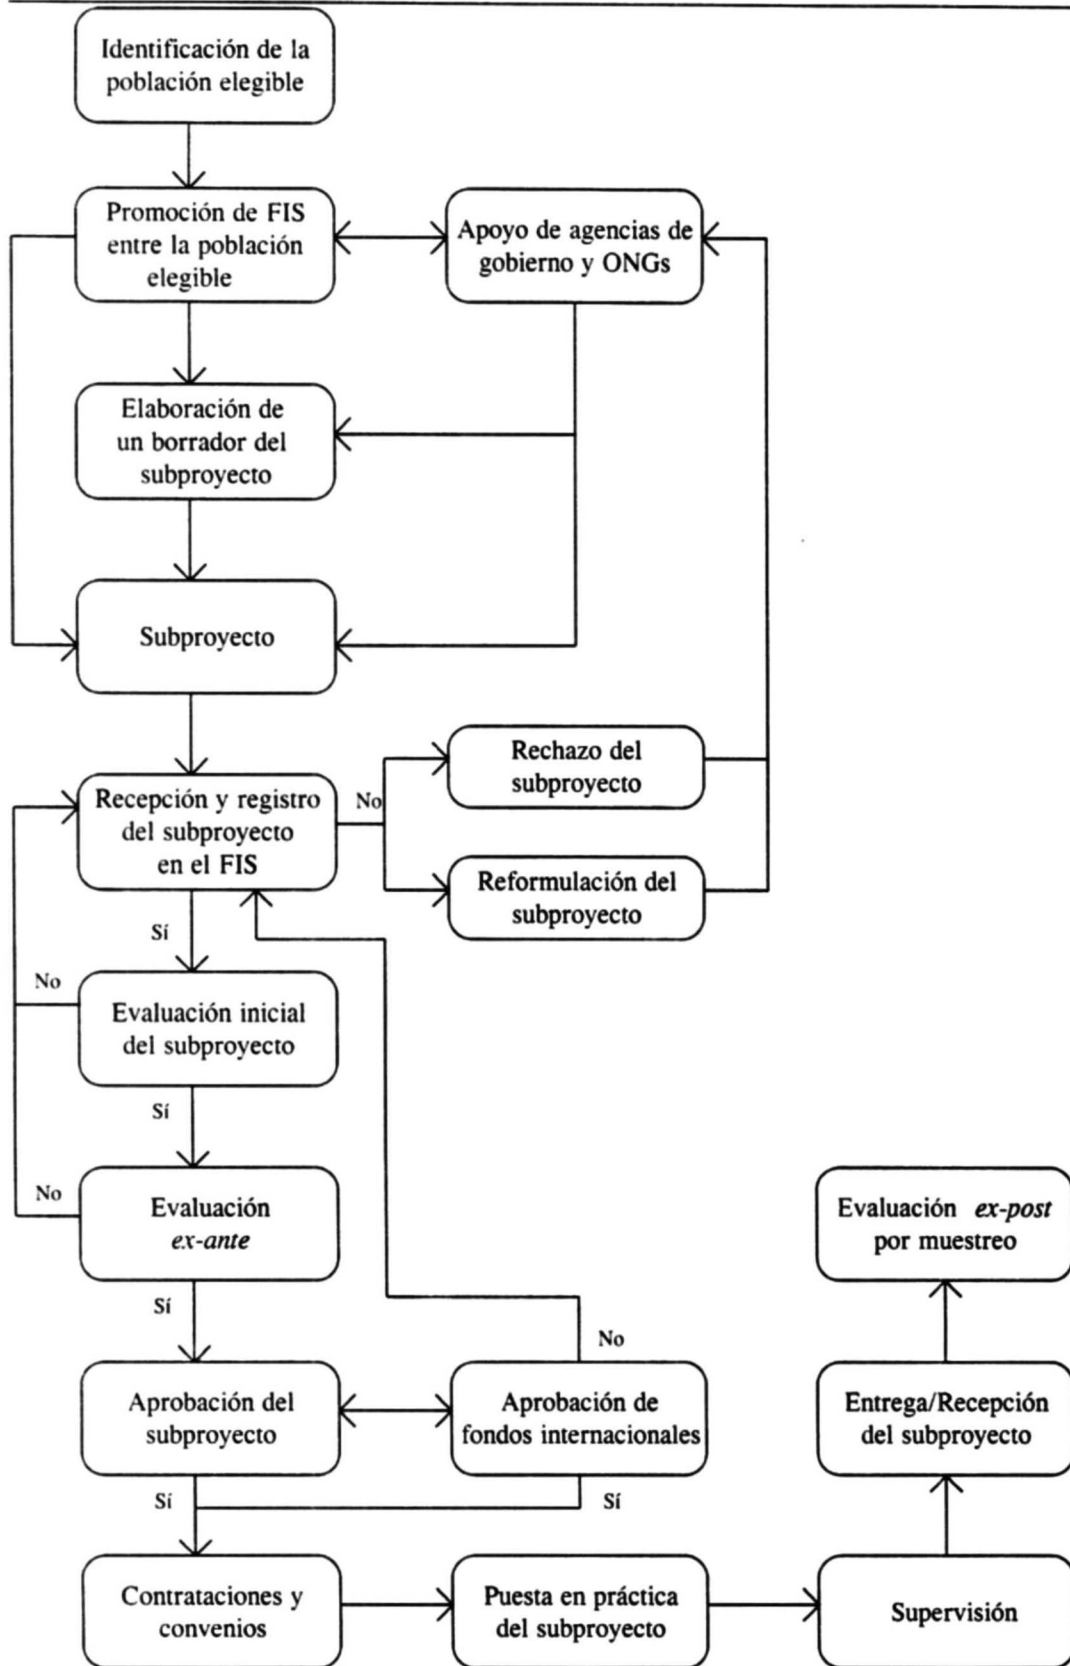 Identificación de la
población elegible
Promoción de FIS
entre la población
elegible
Apoyo de agencias de
gobierno y ONGs
Elaboración de
un borrador del
subproyecto
Subproyecto
Rechazo del
subproyecto
Recepción y registro
del subproyecto
en el FIS
No
Reformulación del
subproyecto
Sí
No
Evaluación inicial
del subproyecto
Sí
No
Evaluación
ex-ante
Evaluación ex-post
por muestreo
Sí
No
Aprobación del
subproyecto
Aprobación de
fondos internacionales
Entrega/Recepción
del subproyecto
Sí
Sí
Contrataciones y
convenios
Puesta en práctica
del subproyecto
Supervisión